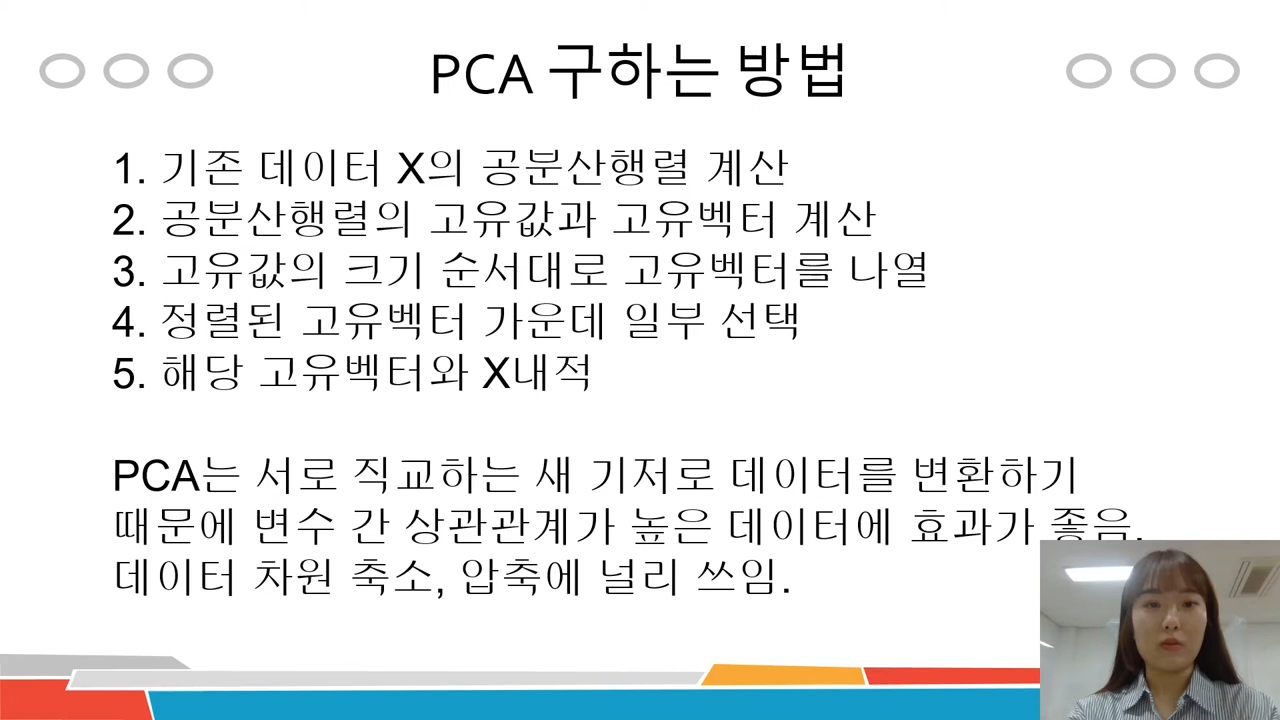 PCA 구하는 방법
1. 기존 데이터 X의 공분산행렬 계산
2. 공분산행렬의 고유값과 고유벡터 계산
3. 고유값의 크기 순서대로 고유벡터를 나열
4. 정렬된 고유벡터 가운데 일부 선택
5. 해당 고유벡터와 X내적
PCA는 서로 직교하는 새 기저로 데이터를 변환하기
때문에 변수 간 상관관계가 높은 데이터에 효과가 좋음.
데이터 차원 축소, 압축에 널리 쓰임.